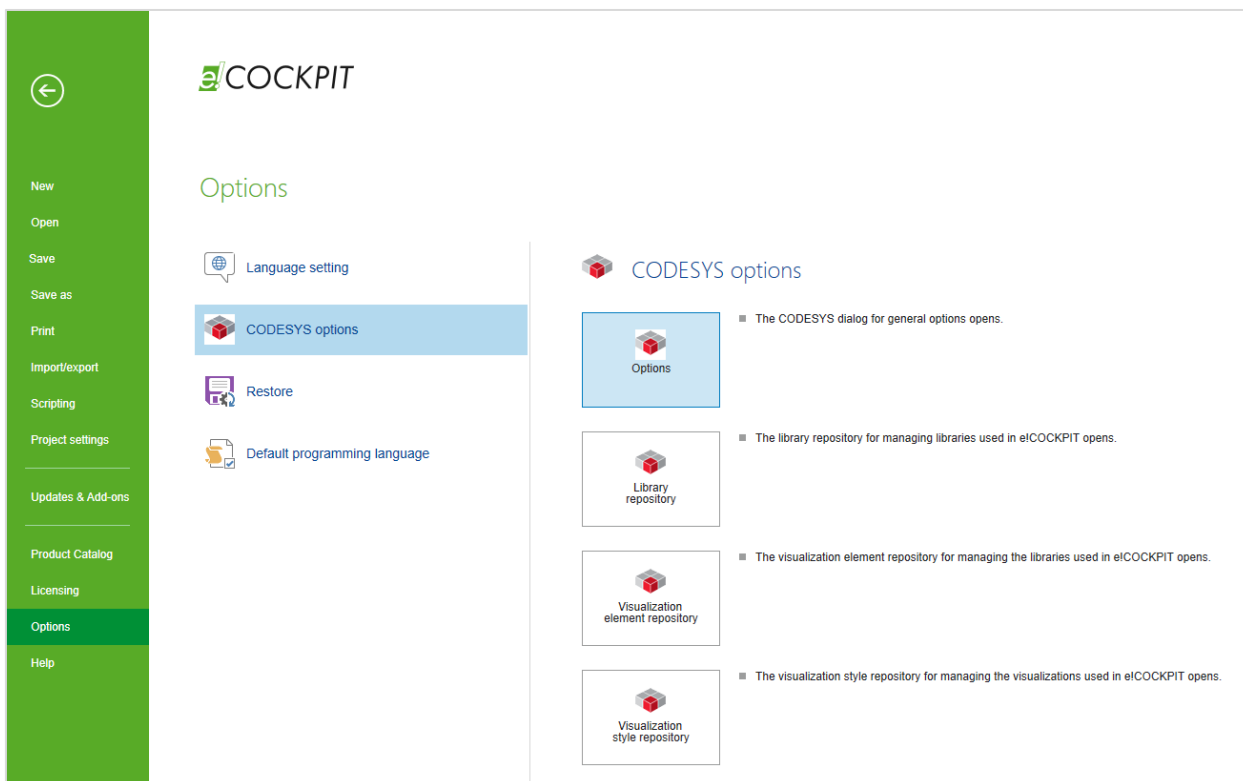 e!COCKPIT
New
Open
Save
Save as
Print
Import/export
Scripting
Project settings
Updates & Add-ons
Product Catalog
Licensing
Options
Help
Options
Language setting
CODESYS options
Restore
Default programming language
CODESYS options
Options
The CODESYS dialog for general options opens.
Library
repository
The library repository for managing libraries used in e!COCKPIT opens.
Visualization
element repository
The visualization element repository for managing the libraries used in e!COCKPIT opens.
Visualization
style repository
The visualization style repository for managing the visualizations used in e!COCKPIT opens.